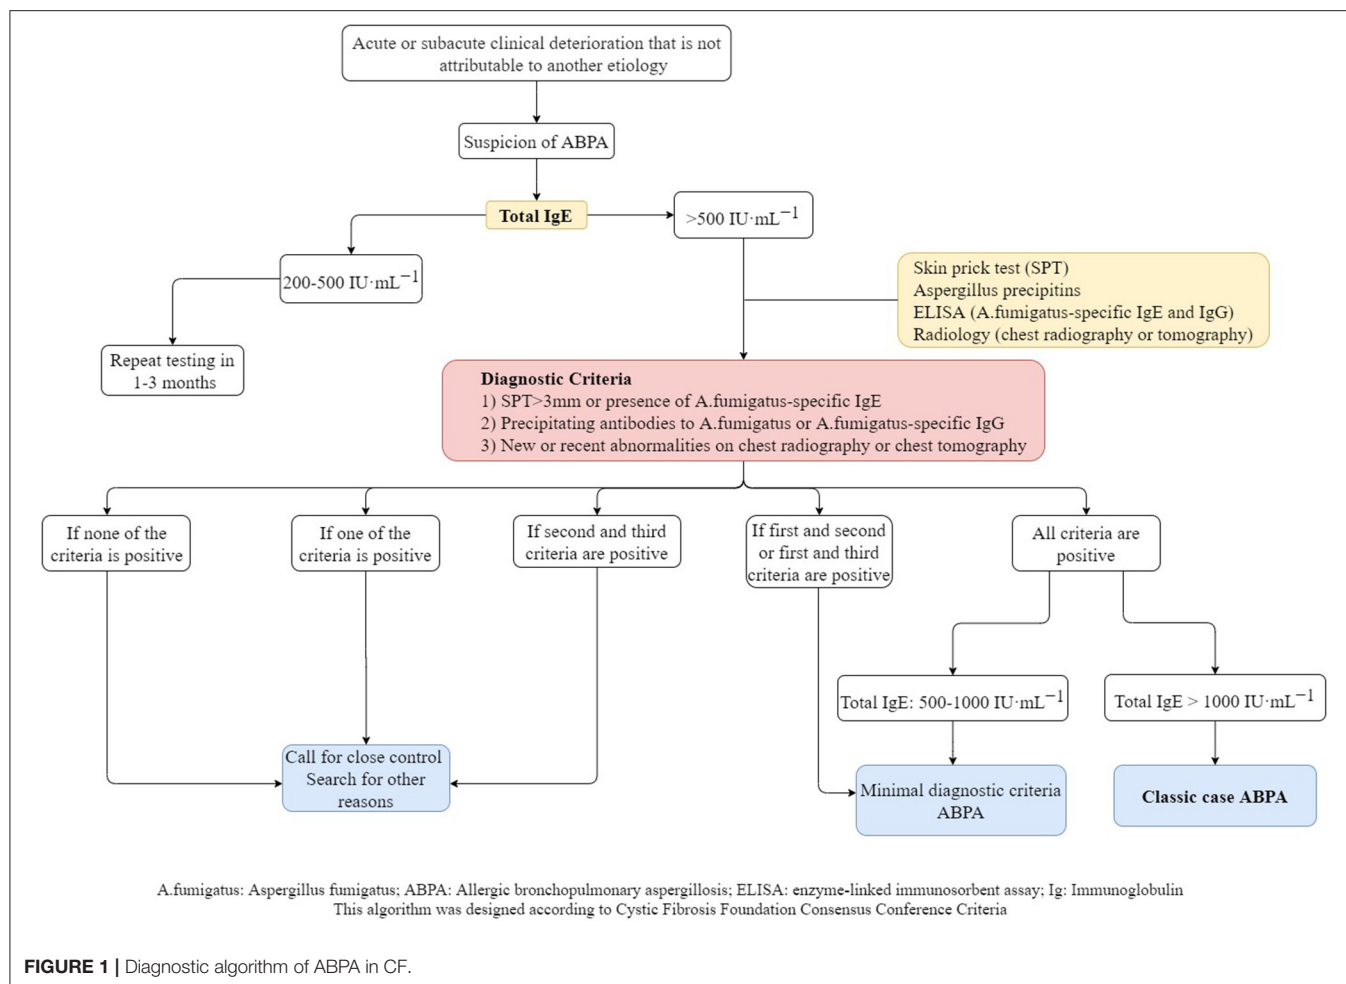 Acute or subacute clinical deterioration that is not
attributable to another etiology
Suspicion of ABPA
Total IgE
>500 IU·mL⁻¹
200-500 IU·mL⁻¹
Skin prick test (SPT)
Aspergillus precipitins
ELISA (A.fumigatus-specific IgE and IgG)
Radiology (chest radiography or tomography)
Repeat testing in
1-3 months
Diagnostic Criteria
1) SPT>3mm or presence of A.fumigatus-specific IgE
2) Precipitating antibodies to A.fumigatus or A.fumigatus-specific IgG
3) New or recent abnormalities on chest radiography or chest tomography
If none of the
criteria is positive
If one of the
criteria is positive
If second and third
criteria are positive
If first and second
or first and third
criteria are positive
All criteria are
positive
Total IgE: 500-1000 IU·mL⁻¹
Total IgE > 1000 IU·mL⁻¹
Call for close control
Search for other
reasons
Minimal diagnostic criteria
ABPA
Classic case ABPA
A.fumigatus: Aspergillus fumigatus; ABPA: Allergic bronchopulmonary aspergillosis; ELISA: enzyme-linked immunosorbent assay; Ig: Immunoglobulin
This algorithm was designed according to Cystic Fibrosis Foundation Consensus Conference Criteria
FIGURE 1 | Diagnostic algorithm of ABPA in CF.